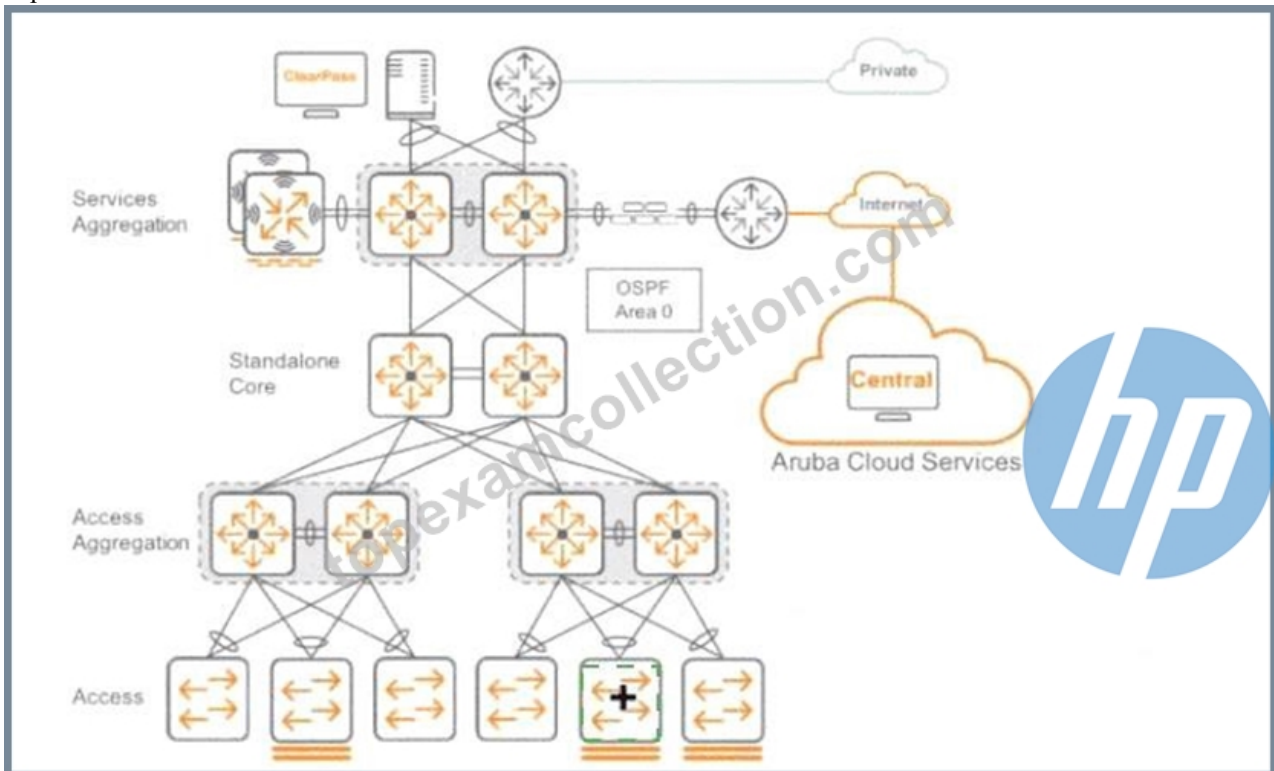 ClearPass
Private
Services
Aggregation
Internet
OSPF
Area 0
Standalone
Core
Central
Aruba Cloud Services
hp
Access
Aggregation
Access
topexamcollection.com